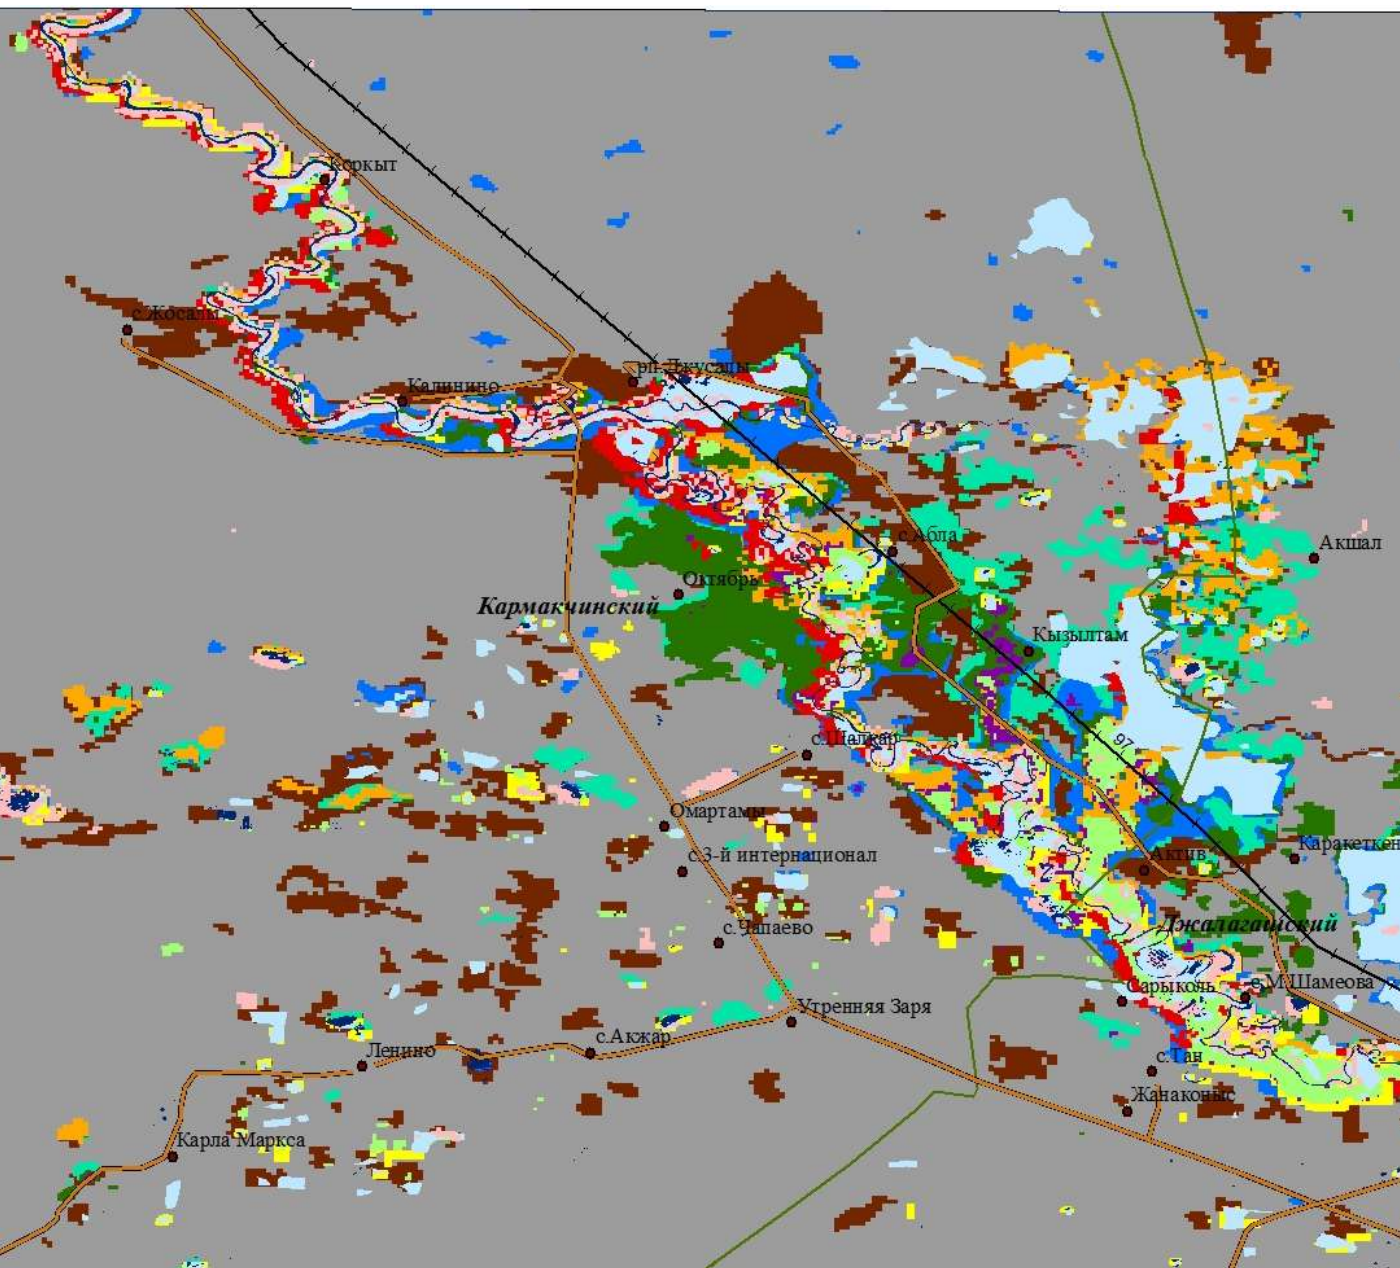 Коркыт
с.Жосалы
рп.Джусалы
Калинино
с.Абла
Акшал
Октябрь
Кармакчинский
Кызылтам
с.Шалкар
97
Омартамы
с.3-й интернационал
Актив
Каракеткен
с.Чапаево
Джалагашский
Сарыколь
с.М.Шамеова
Утренняя Заря
с.Акжар
Ленино
с.Тан
Жанаконыс
Карла Маркса